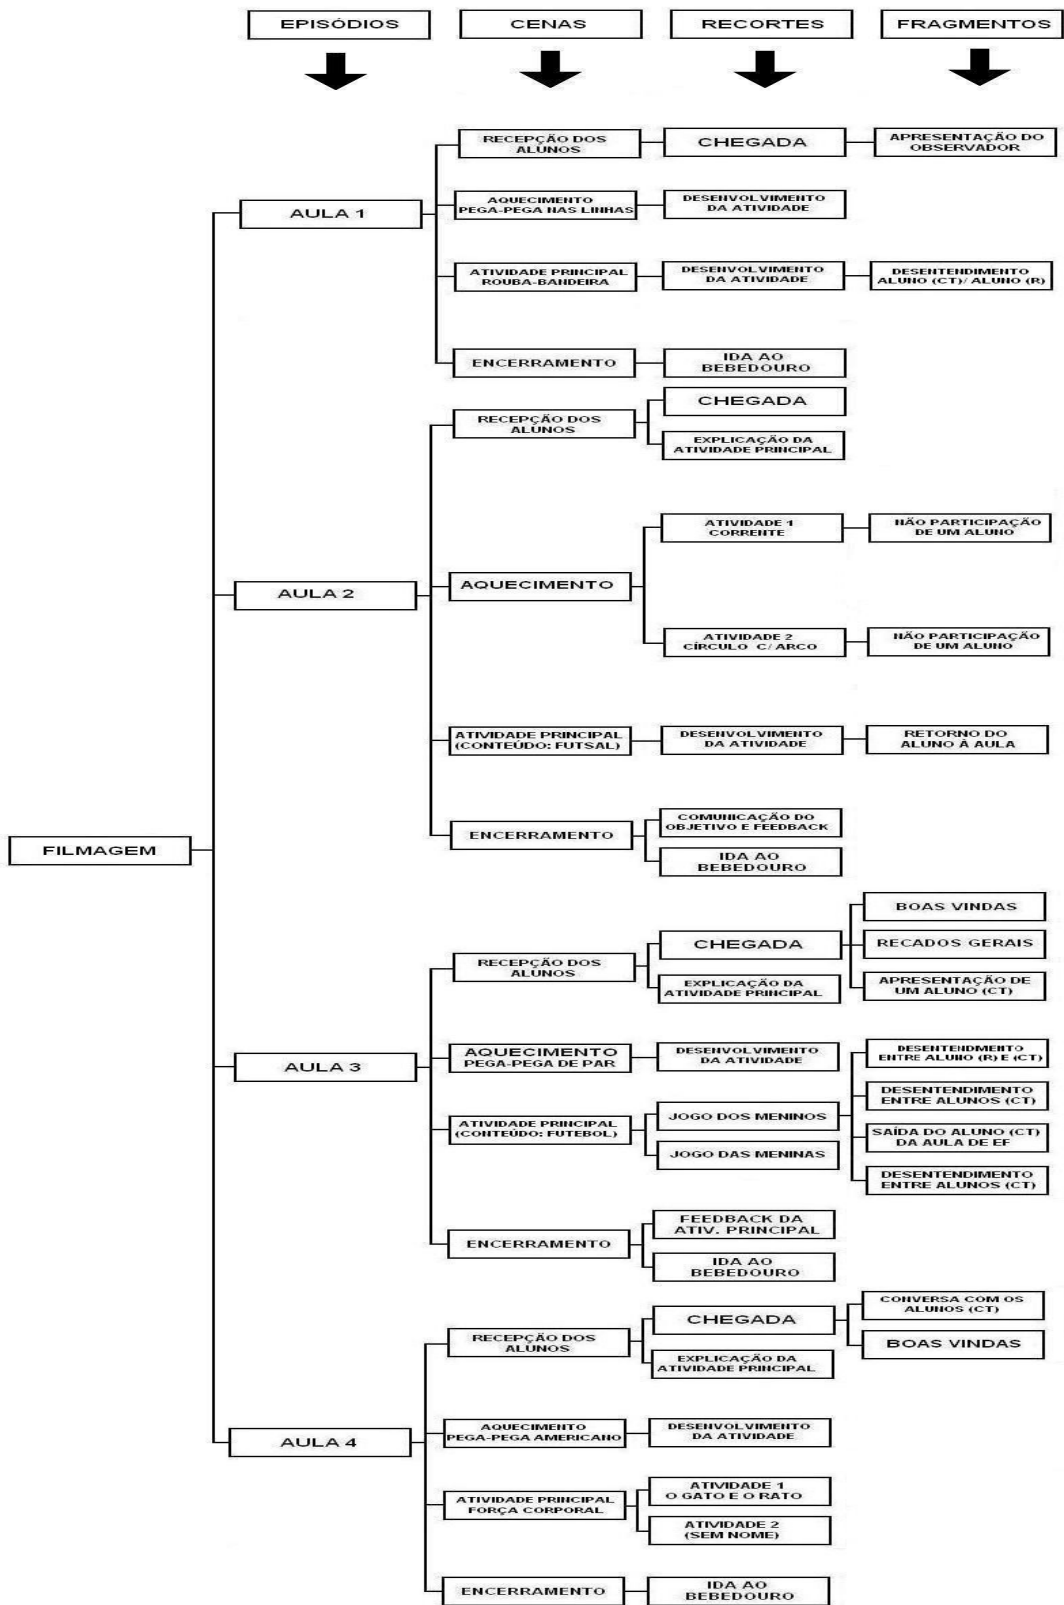 EPISÓDIOS
CENAS
RECORTES
FRAGMENTOS
RECEPÇÃO DOS
ALUNOS
CHEGADA
APRESENTAÇÃO DO
OBSERVADOR
AULA 1
AQUECIMENTO
PEGA-PEGA NAS LINHAS
DESENVOLVIMENTO
DA ATIVIDADE
ATIVIDADE PRINCIPAL
ROUBA-BANDEIRA
DESENVOLVIMENTO
DA ATIVIDADE
DESENTENDIMENTO
ALUNO (CT)/ ALUNO (R)
ENCERRAMENTO
IDA AO
BEBEDOURO
RECEPÇÃO DOS
ALUNOS
CHEGADA
EXPLICAÇÃO DA
ATIVIDADE PRINCIPAL
AULA 2
AQUECIMENTO
ATIVIDADE 1
CORRENTE
NÃO PARTICIPAÇÃO
DE UM ALUNO
ATIVIDADE 2
CÍRCULO C/ ARCO
NÃO PARTICIPAÇÃO
DE UM ALUNO
ATIVIDADE PRINCIPAL
(CONTEÚDO: FUTSAL)
DESENVOLVIMENTO
DA ATIVIDADE
RETORNO DO
ALUNO À AULA
ENCERRAMENTO
COMUNICAÇÃO DO
OBJETIVO E FEEDBACK
IDA AO
BEBEDOURO
FILMAGEM
RECEPÇÃO DOS
ALUNOS
CHEGADA
BOAS VINDAS
RECADOS GERAIS
APRESENTAÇÃO DE
UM ALUNO (CT)
EXPLICAÇÃO DA
ATIVIDADE PRINCIPAL
AULA 3
AQUECIMENTO
PEGA-PEGA DE PAR
DESENVOLVIMENTO
DA ATIVIDADE
ATIVIDADE PRINCIPAL
(CONTEÚDO: FUTEBOL)
JOGO DOS MENINOS
JOGO DAS MENINAS
DESENTENDMENTO
ENTRE ALUNO (R) E (CT)
DESENTENDIMENTO
ENTRE ALUNOS (CT)
SAÍDA DO ALUNO (CT)
DA AULA DE EF
DESENTENDIMENTO
ENTRE ALUNOS (CT)
ENCERRAMENTO
FEEDBACK DA
ATIV. PRINCIPAL
IDA AO
BEBEDOURO
RECEPÇÃO DOS
ALUNOS
CHEGADA
CONVERSA COM OS
ALUNOS (CT)
BOAS VINDAS
EXPLICAÇÃO DA
ATIVIDADE PRINCIPAL
AULA 4
AQUECIMENTO
PEGA-PEGA AMERICANO
DESENVOLVIMENTO
DA ATIVIDADE
ATIVIDADE PRINCIPAL
FORÇA CORPORAL
ATIVIDADE 1
O GATO E O RATO
ATIVIDADE 2
(SEM NOME)
ENCERRAMENTO
IDA AO
BEBEDOURO